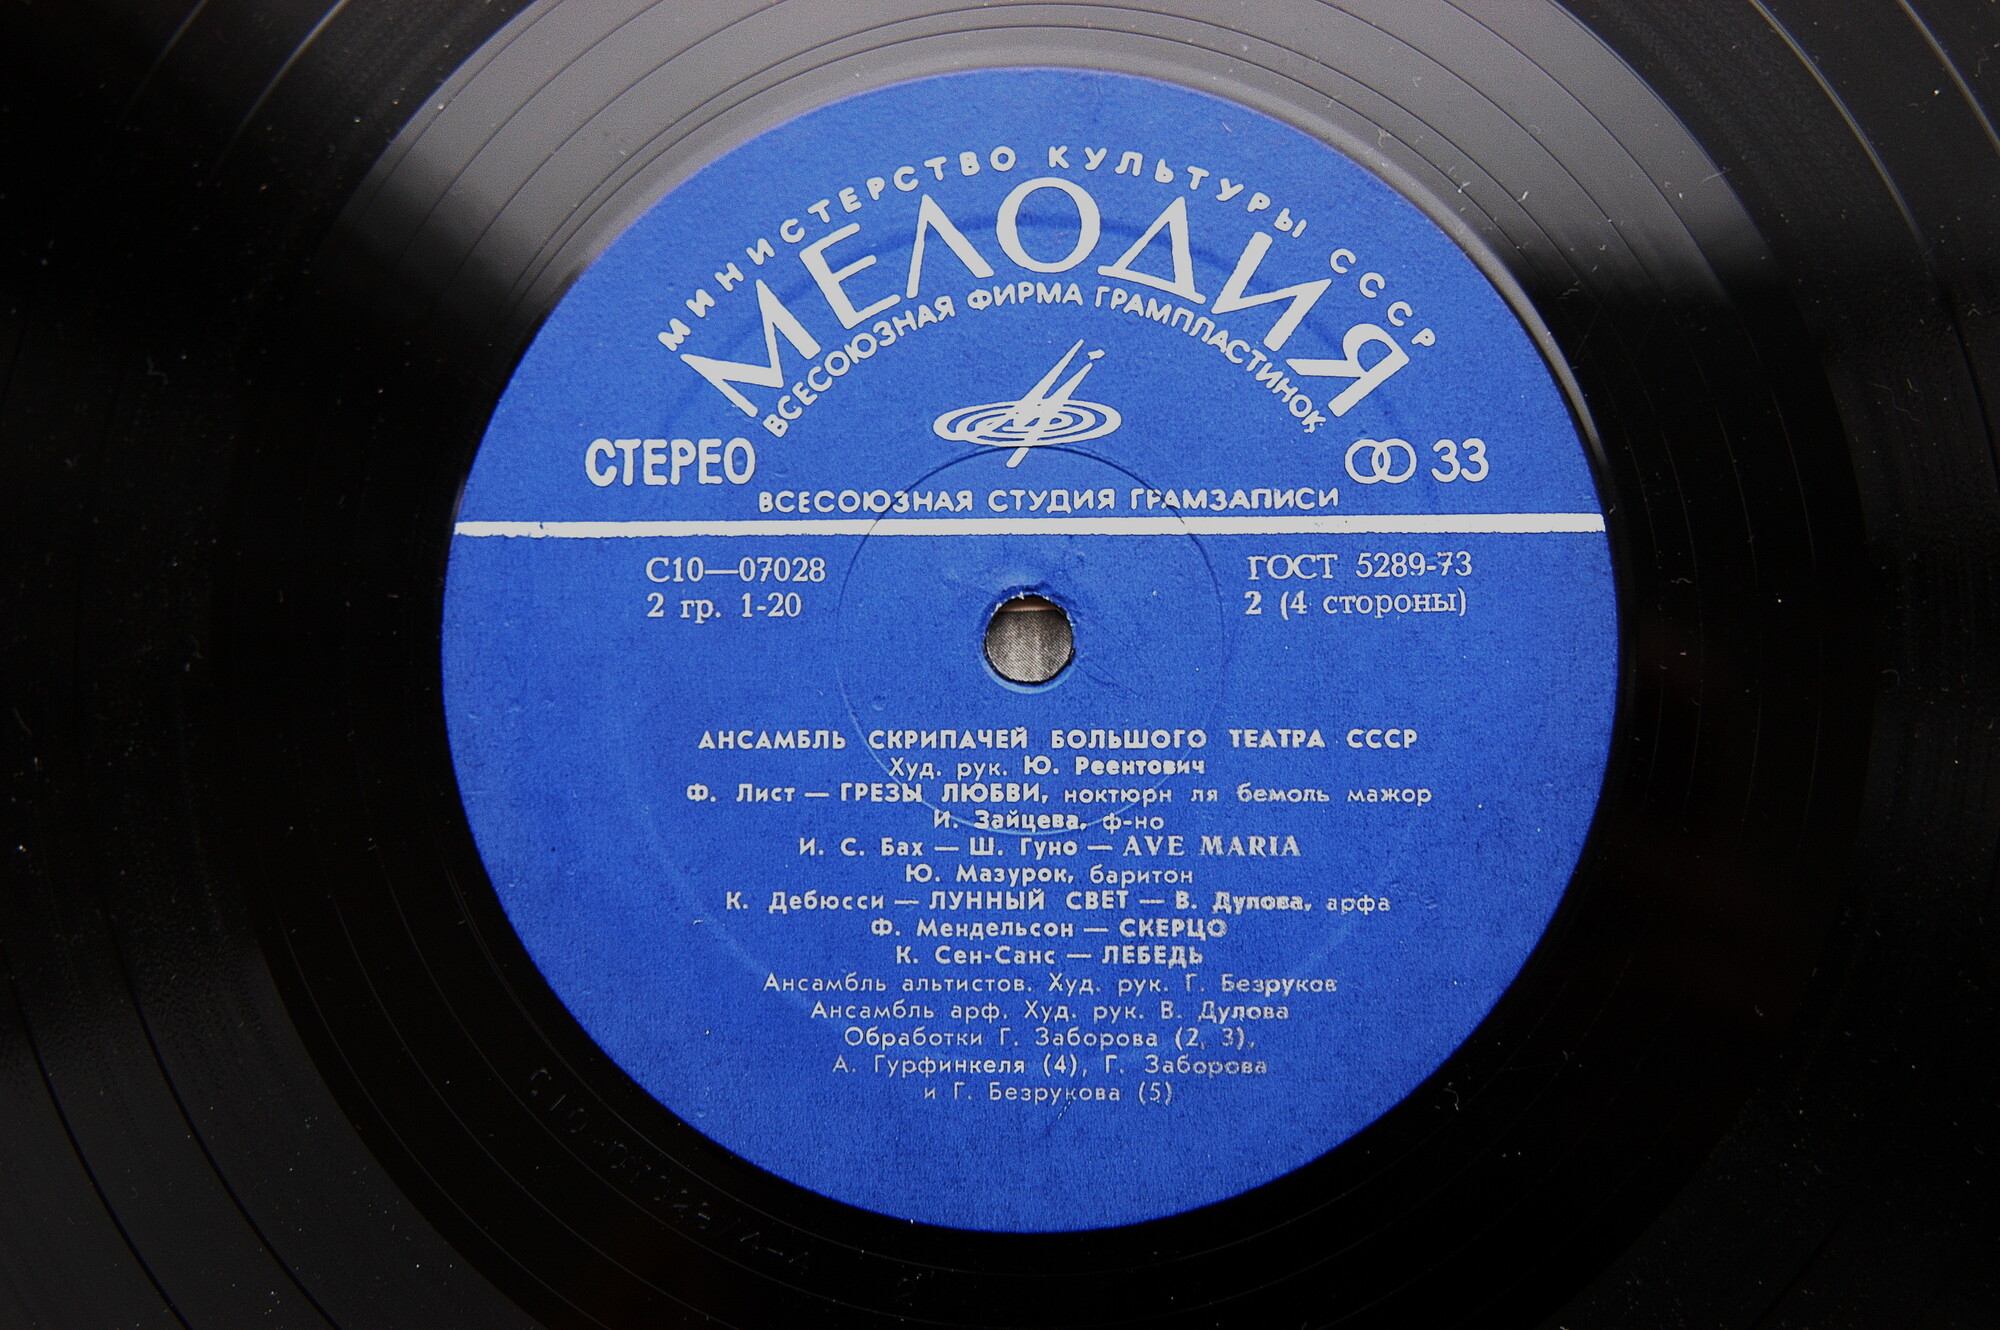 МИНИСТЕРСТВО КУЛЬТУРЫ СССР
МЕЛОДИЯ
ВСЕСОЮЗНАЯ ФИРМА ГРАМПЛАСТИНОК
СТЕРЕО
33
ВСЕСОЮЗНАЯ СТУДИЯ ГРАМЗАПИСИ
С10—07028
ГОСТ 5289-73
2 гр. 1-20
2 (4 стороны)
АНСАМБЛЬ СКРИПАЧЕЙ БОЛЬШОГО ТЕАТРА СССР
Худ. рук. Ю. Реентович
Ф. Лист — ГРЕЗЫ ЛЮБВИ, ноктюрн ля бемоль мажор
И. Зайцева, ф-но
И. С. Бах — Ш. Гуно — AVE MARIA
Ю. Мазурок, баритон
К. Дебюсси — ЛУННЫЙ СВЕТ — В. Дулова, арфа
Ф. Мендельсон — СКЕРЦО
К. Сен-Санс — ЛЕБЕДЬ
Ансамбль альтистов. Худ. рук. Г. Безруков
Ансамбль арф. Худ. рук. В. Дулова
Обработки Г. Заборова (2, 3),
А. Гурфинкеля (4), Г. Заборова
и Г. Безрукова (5)